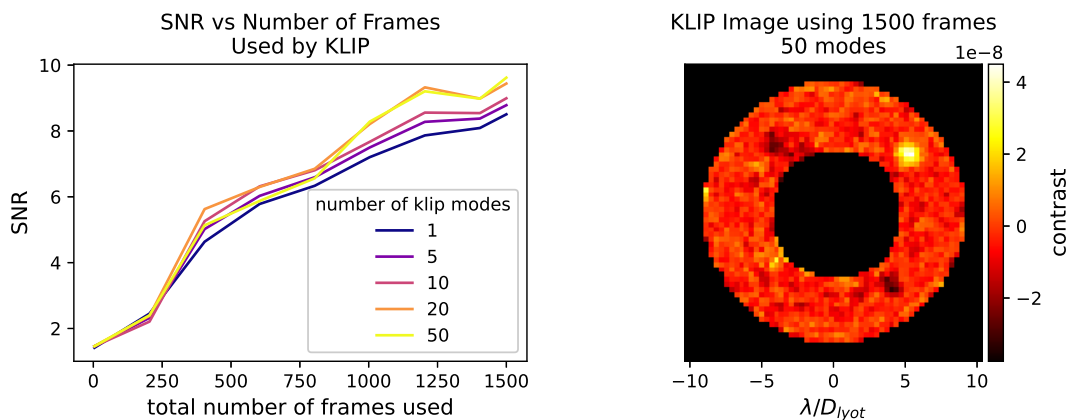 SNR vs Number of Frames
Used by KLIP
10
8
6
4
2
SNR
0 250 500 750 1000 1250 1500
total number of frames used
number of klip modes
1
5
10
20
50
KLIP Image using 1500 frames
50 modes
1e−8
4
2
0
−2
contrast
−10 −5 0 5 10
λ/D_{lyot}